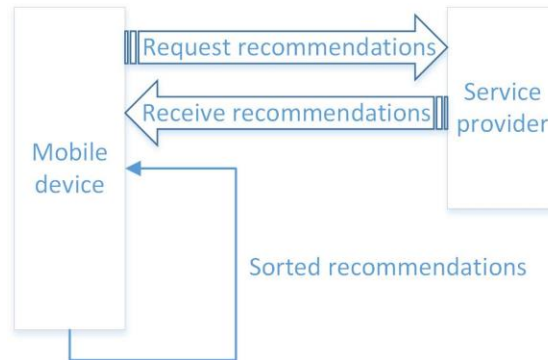 Request recommendations
Receive recommendations
Service
provider
Mobile
device
Sorted recommendations